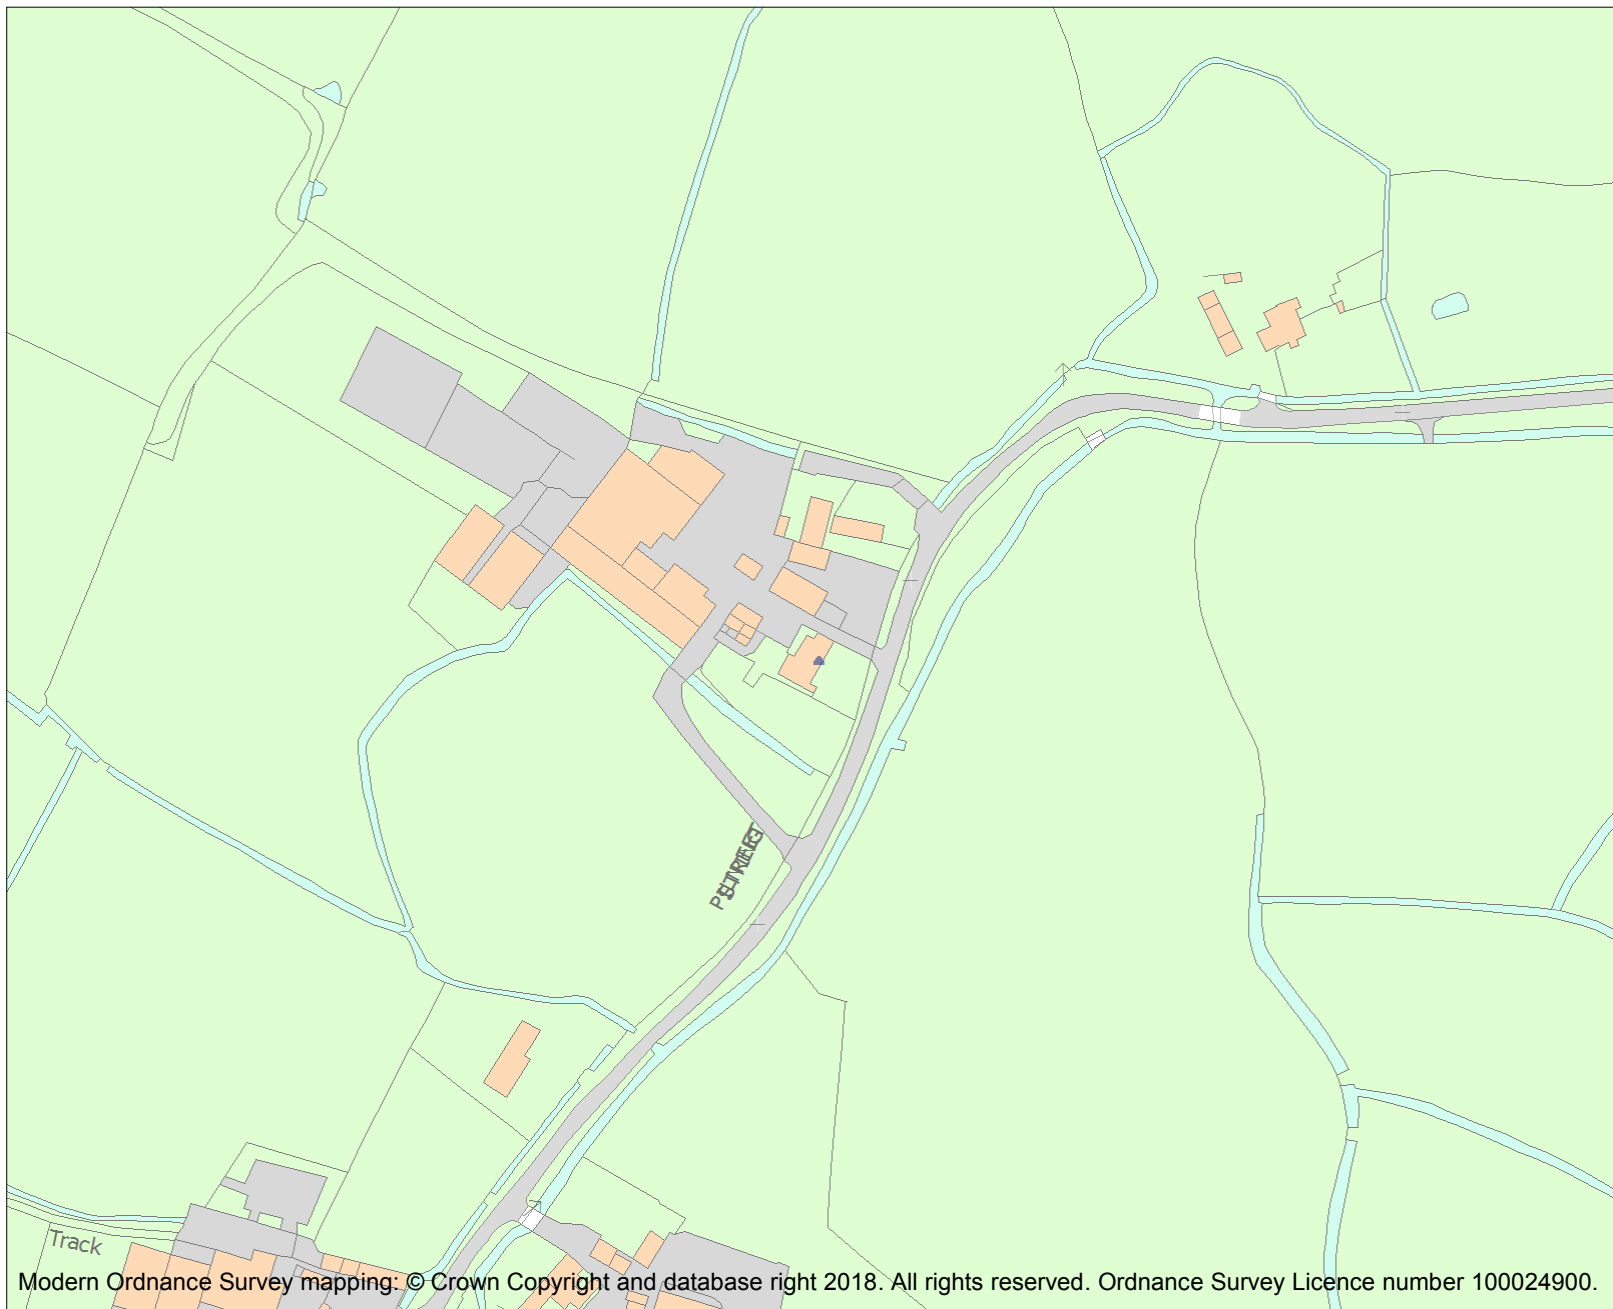 Track
Modern Ordnance Survey mapping: © Crown Copyright and database right 2018. All rights reserved. Ordnance Survey Licence number 100024900.